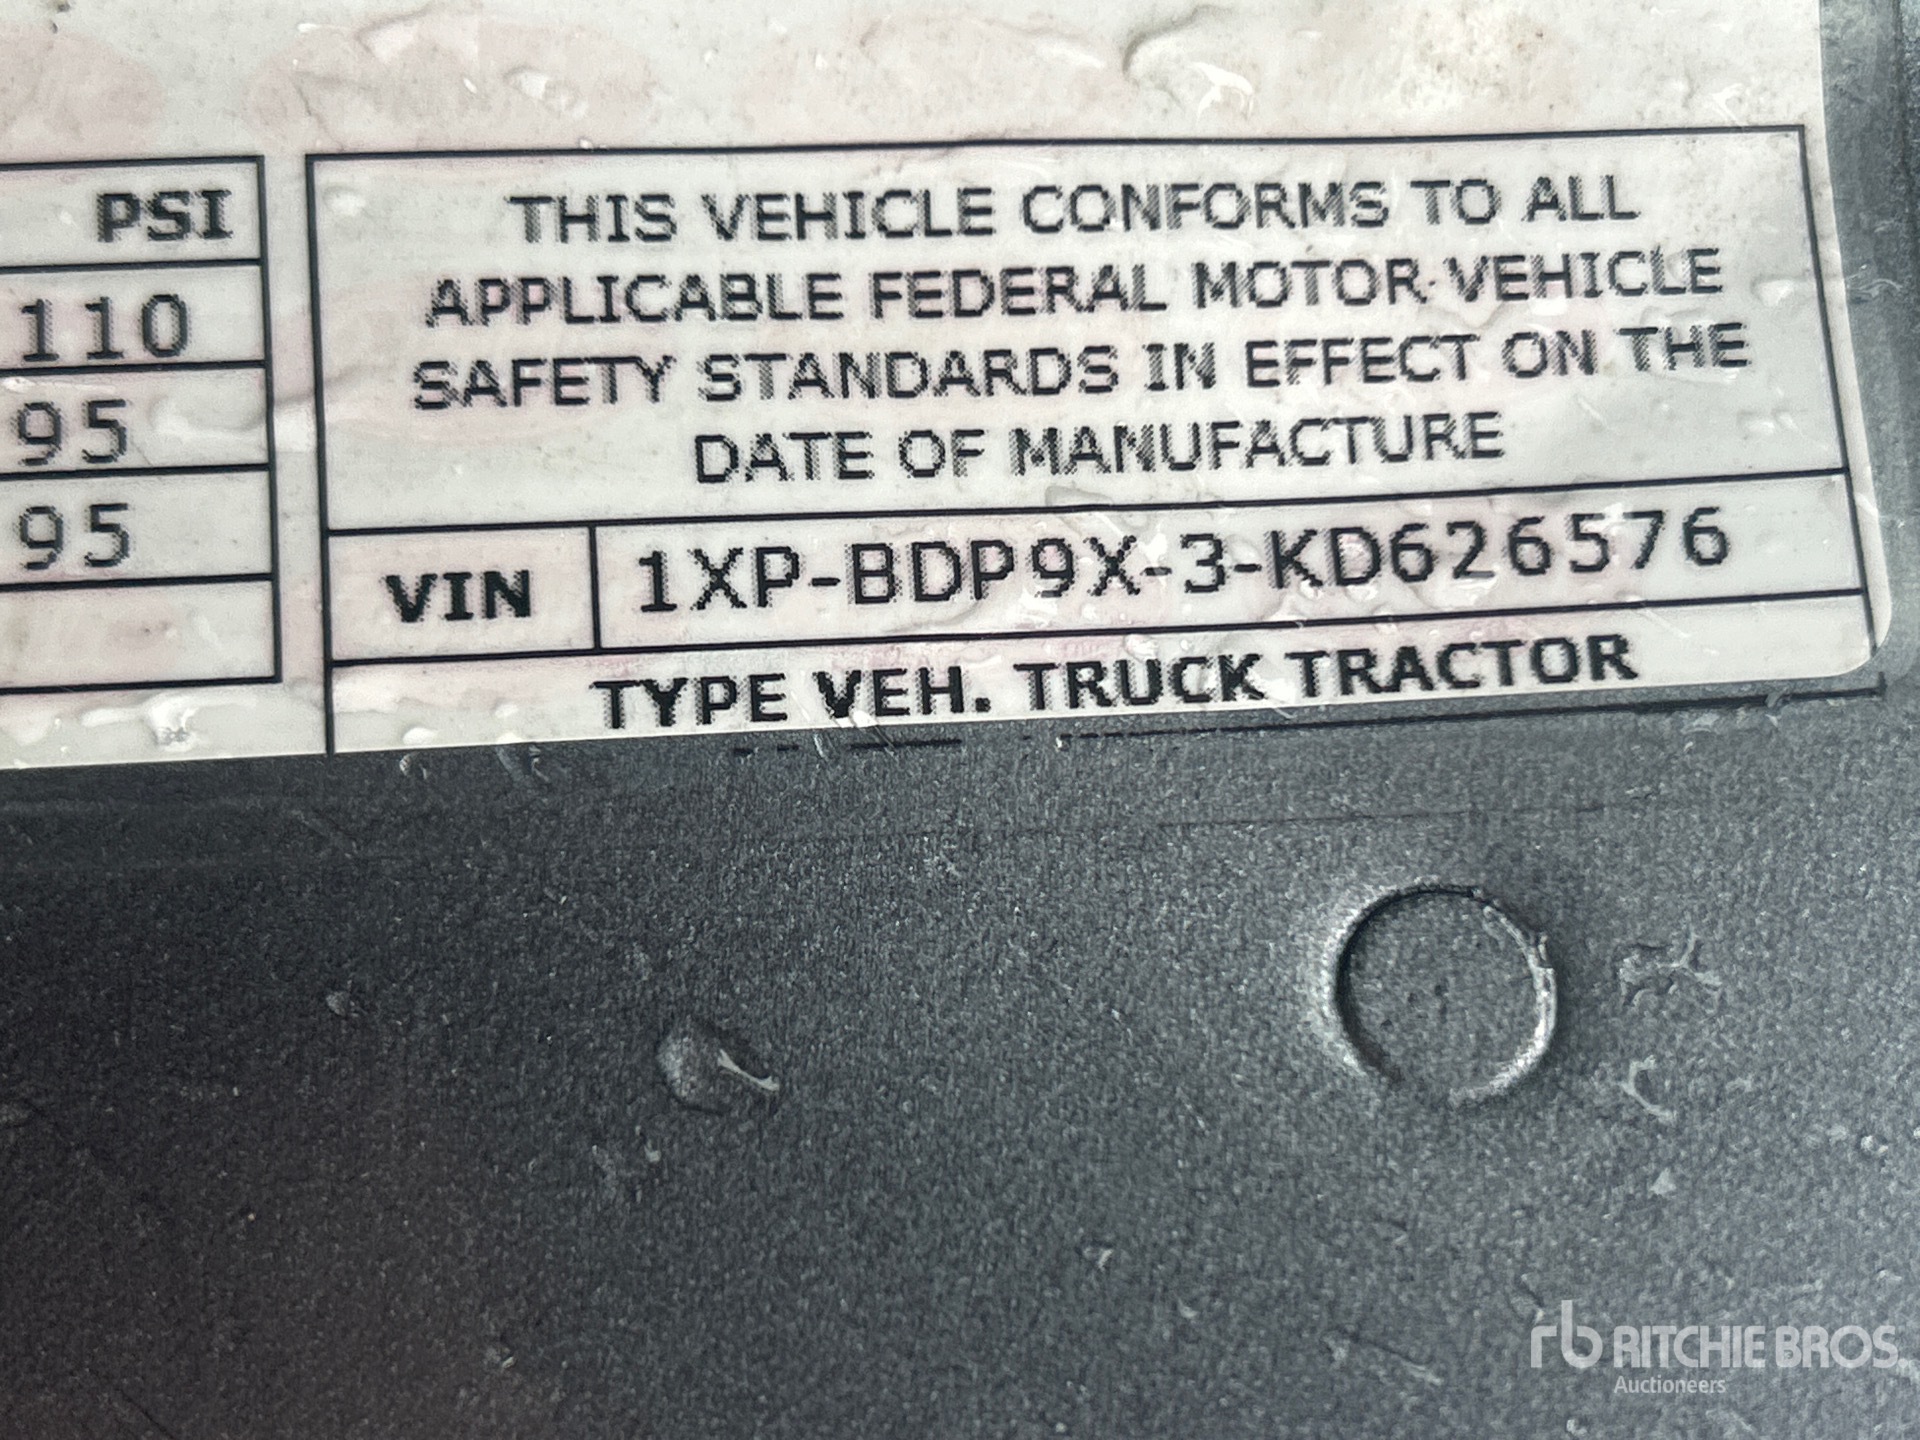 PSI
110
95
95
THIS VEHICLE CONFORMS TO ALL
APPLICABLE FEDERAL MOTOR VEHICLE
SAFETY STANDARDS IN EFFECT ON THE
DATE OF MANUFACTURE
VIN 1XP-BDP9X-3-KD626576
TYPE VEH. TRUCK TRACTOR
rb RITCHIE BROS.
Auctioneers